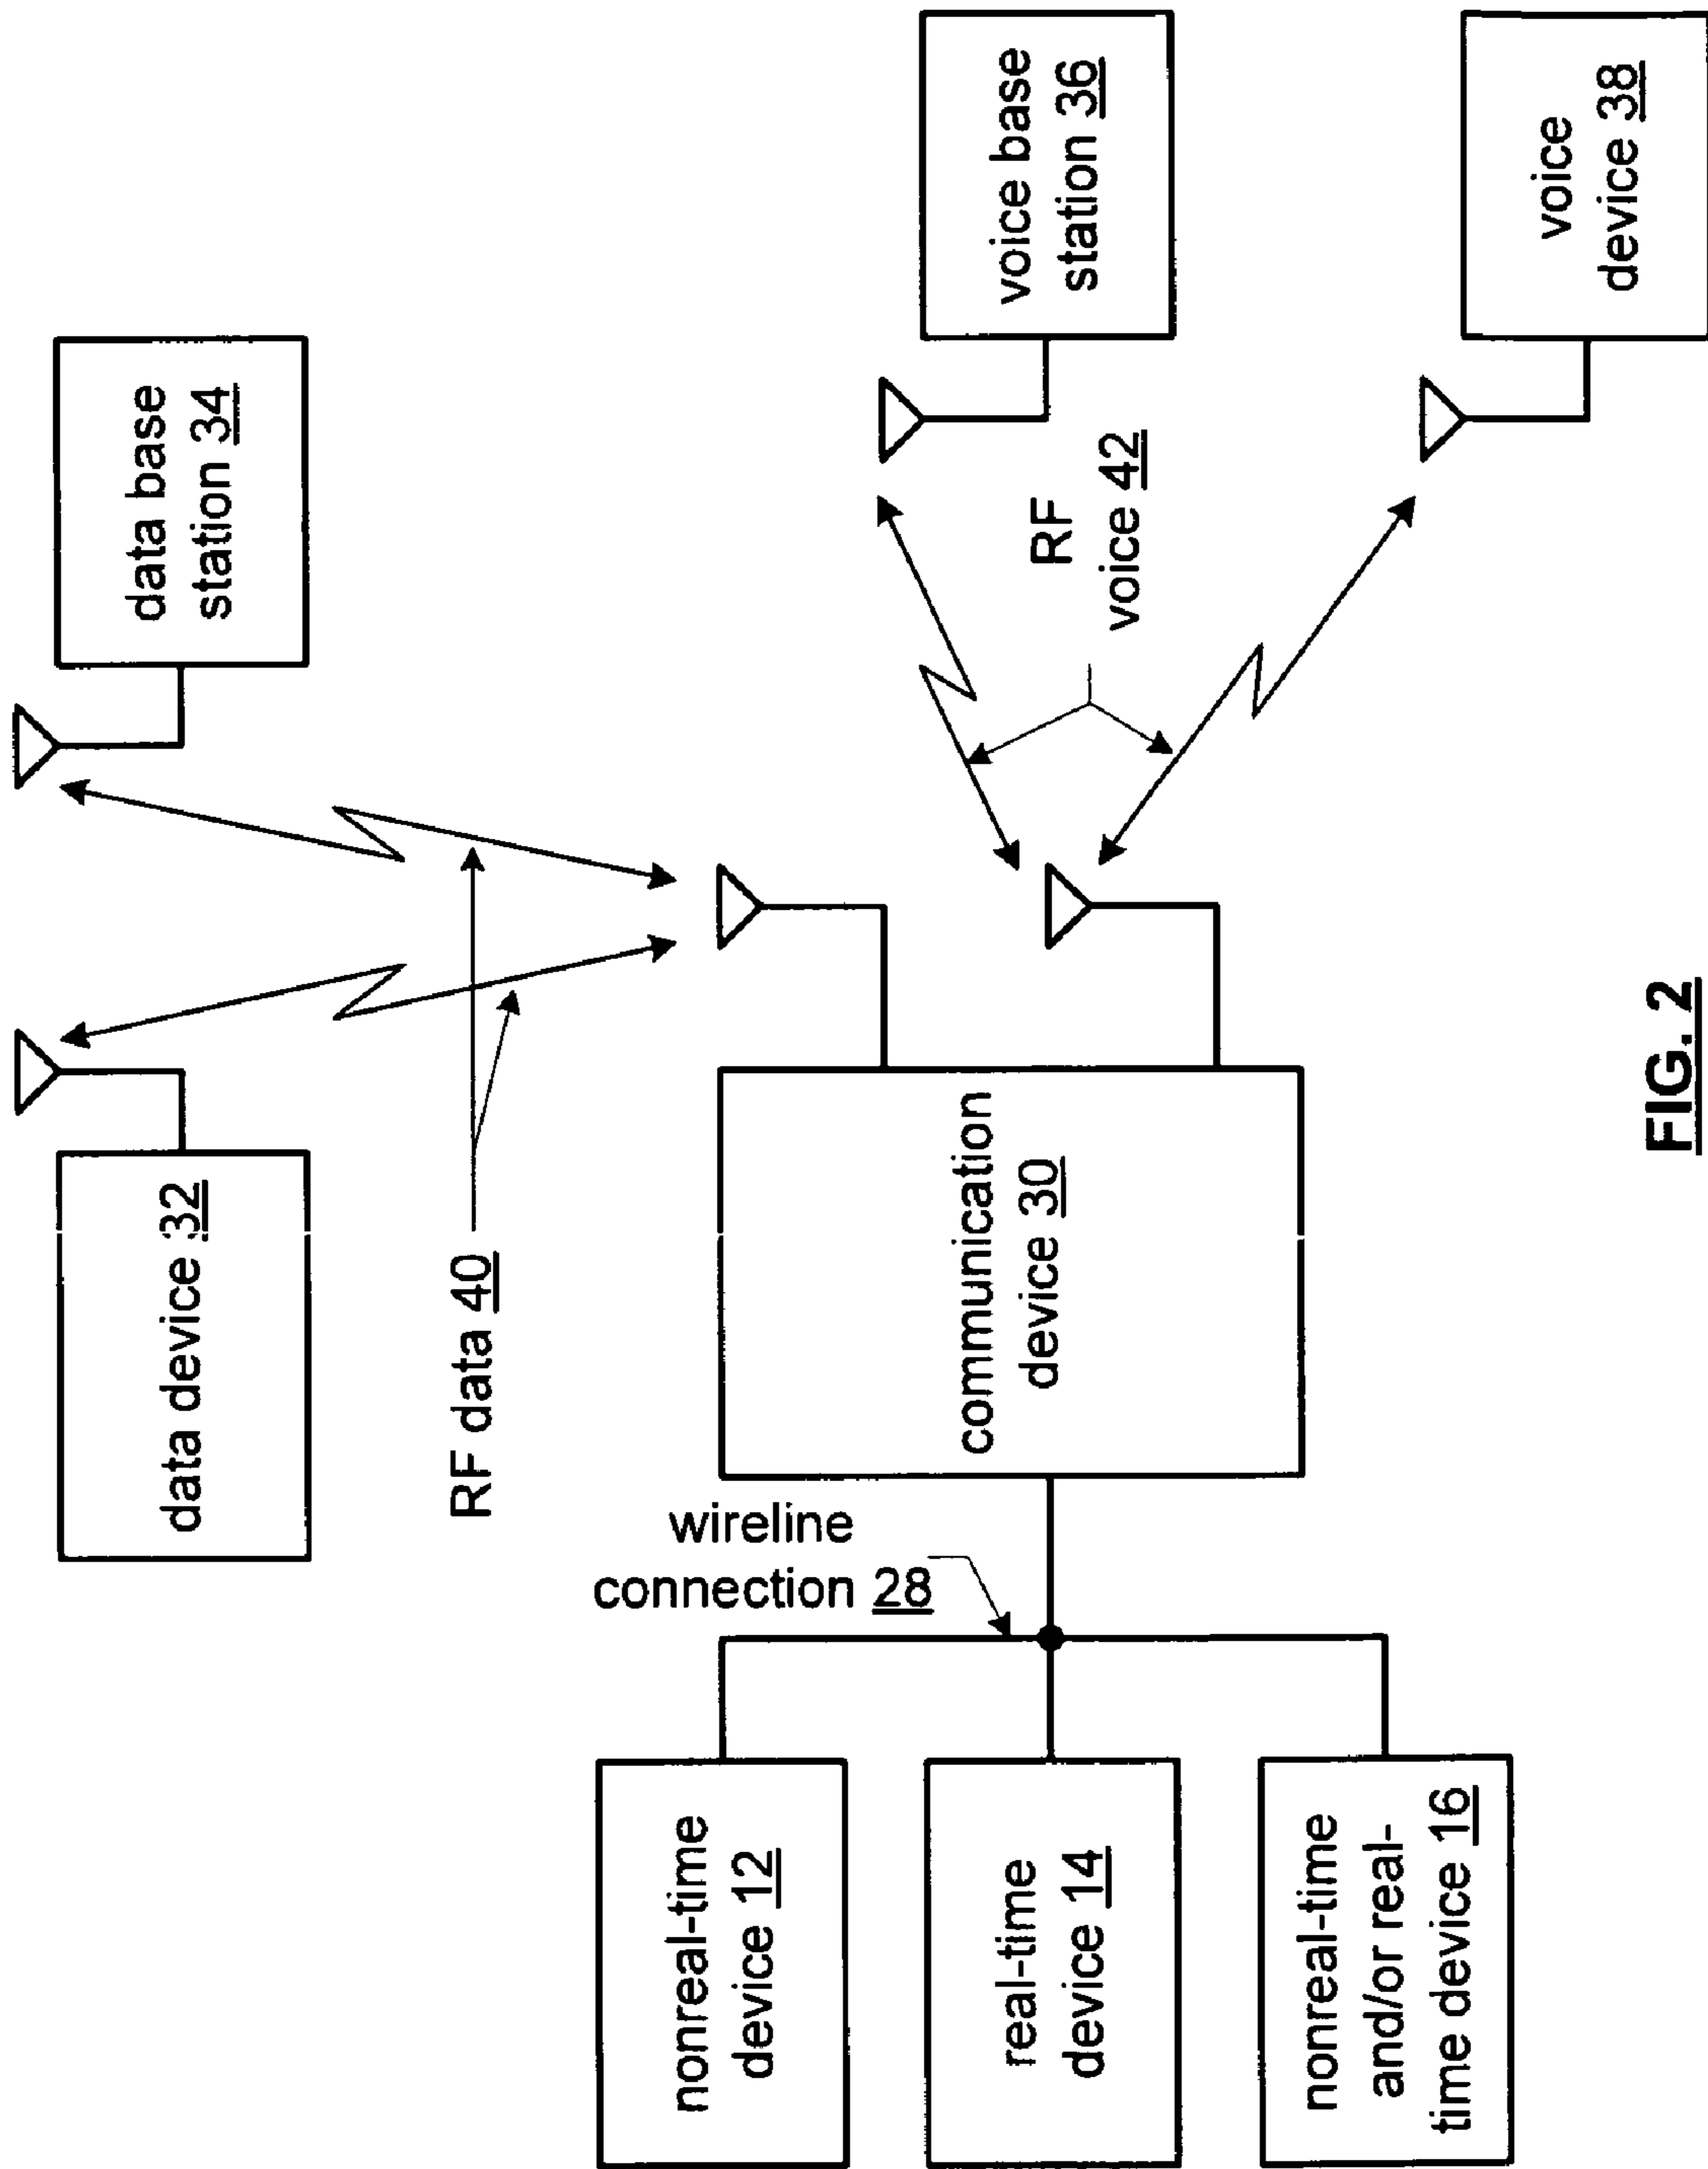 data device 32
data base
station 34
RF data 40
wireline
connection 28
communication
device 30
nonreal-time
device 12
real-time
device 14
nonreal-time
and/or real-
time device 16
voice base
station 36
RF
voice 42
voice
device 38
FIG. 2